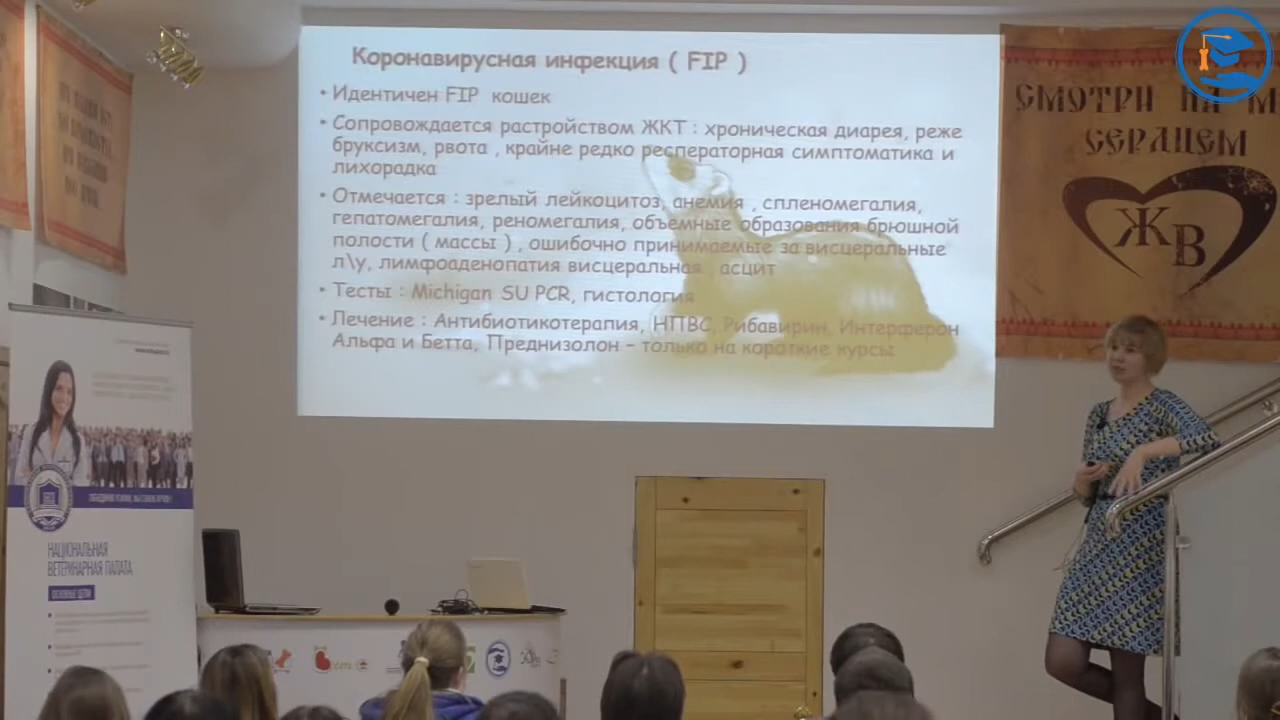 Коронавирусная инфекция ( FIP )
• Идентичен FIP кошек
• Сопровождается растройством ЖКТ : хроническая диарея, реже
бруксизм, рвота , крайне редко респераторная симптоматика и
лихорадка
• Отмечается : зрелый лейкоцитоз, анемия , спленомегалия,
гепатомегалия, реномегалия, объемные образования брюшной
полости ( массы ) , ошибочно принимаемые за висцеральные
л\у, лимфоаденопатия висцеральная , асцит
• Тесты : Michigan SU PCR, гистология
• Лечение : Антибиотикотерапия, НПВС, Рибавирин, Интерферон
Альфа и Бетта, Преднизолон – только на короткие курсы
СМОТРИ НА М
СЕРДЦЕМ
ЖВ
НАЦИОНАЛЬНАЯ
ВЕТЕРИНАРНАЯ ПАЛАТА